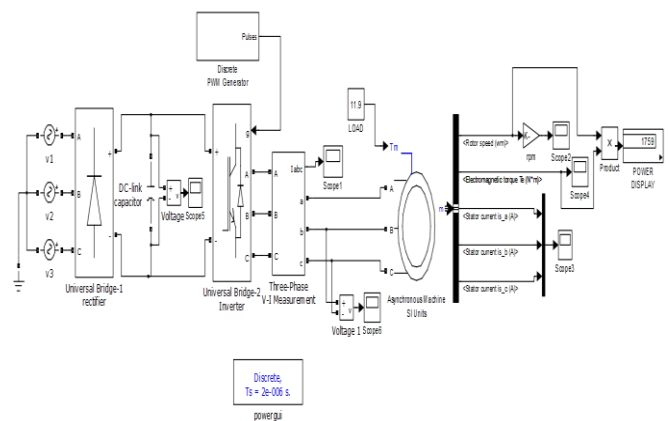 Pulses
Discrete
PWM Generator
11.9
LOAD
Tm
v1
v2
v3
A
B
C
+
-
Universal Bridge-1
rectifier
DC-link
capacitor
+
-
v
Voltage
Scope5
g
+
-
A
B
C
Universal Bridge-2
Inverter
A
B
C
Iabc
a
b
c
Three-Phase
V-I Measurement
Scope1
+
-
v
Voltage 1
Scope6
A
B
C
m
Asynchronous Machine
SI Units
<Rotor speed (wm)>
K-
rpm
Scope2
<Electromagnetic torque Te (N*m)>
Scope4
x
Product
1759
POWER
DISPLAY
<Stator current is_a (A)>
<Stator current is_b (A)>
<Stator current is_c (A)>
Scope3
Discrete,
Ts = 2e-006 s.
powergui